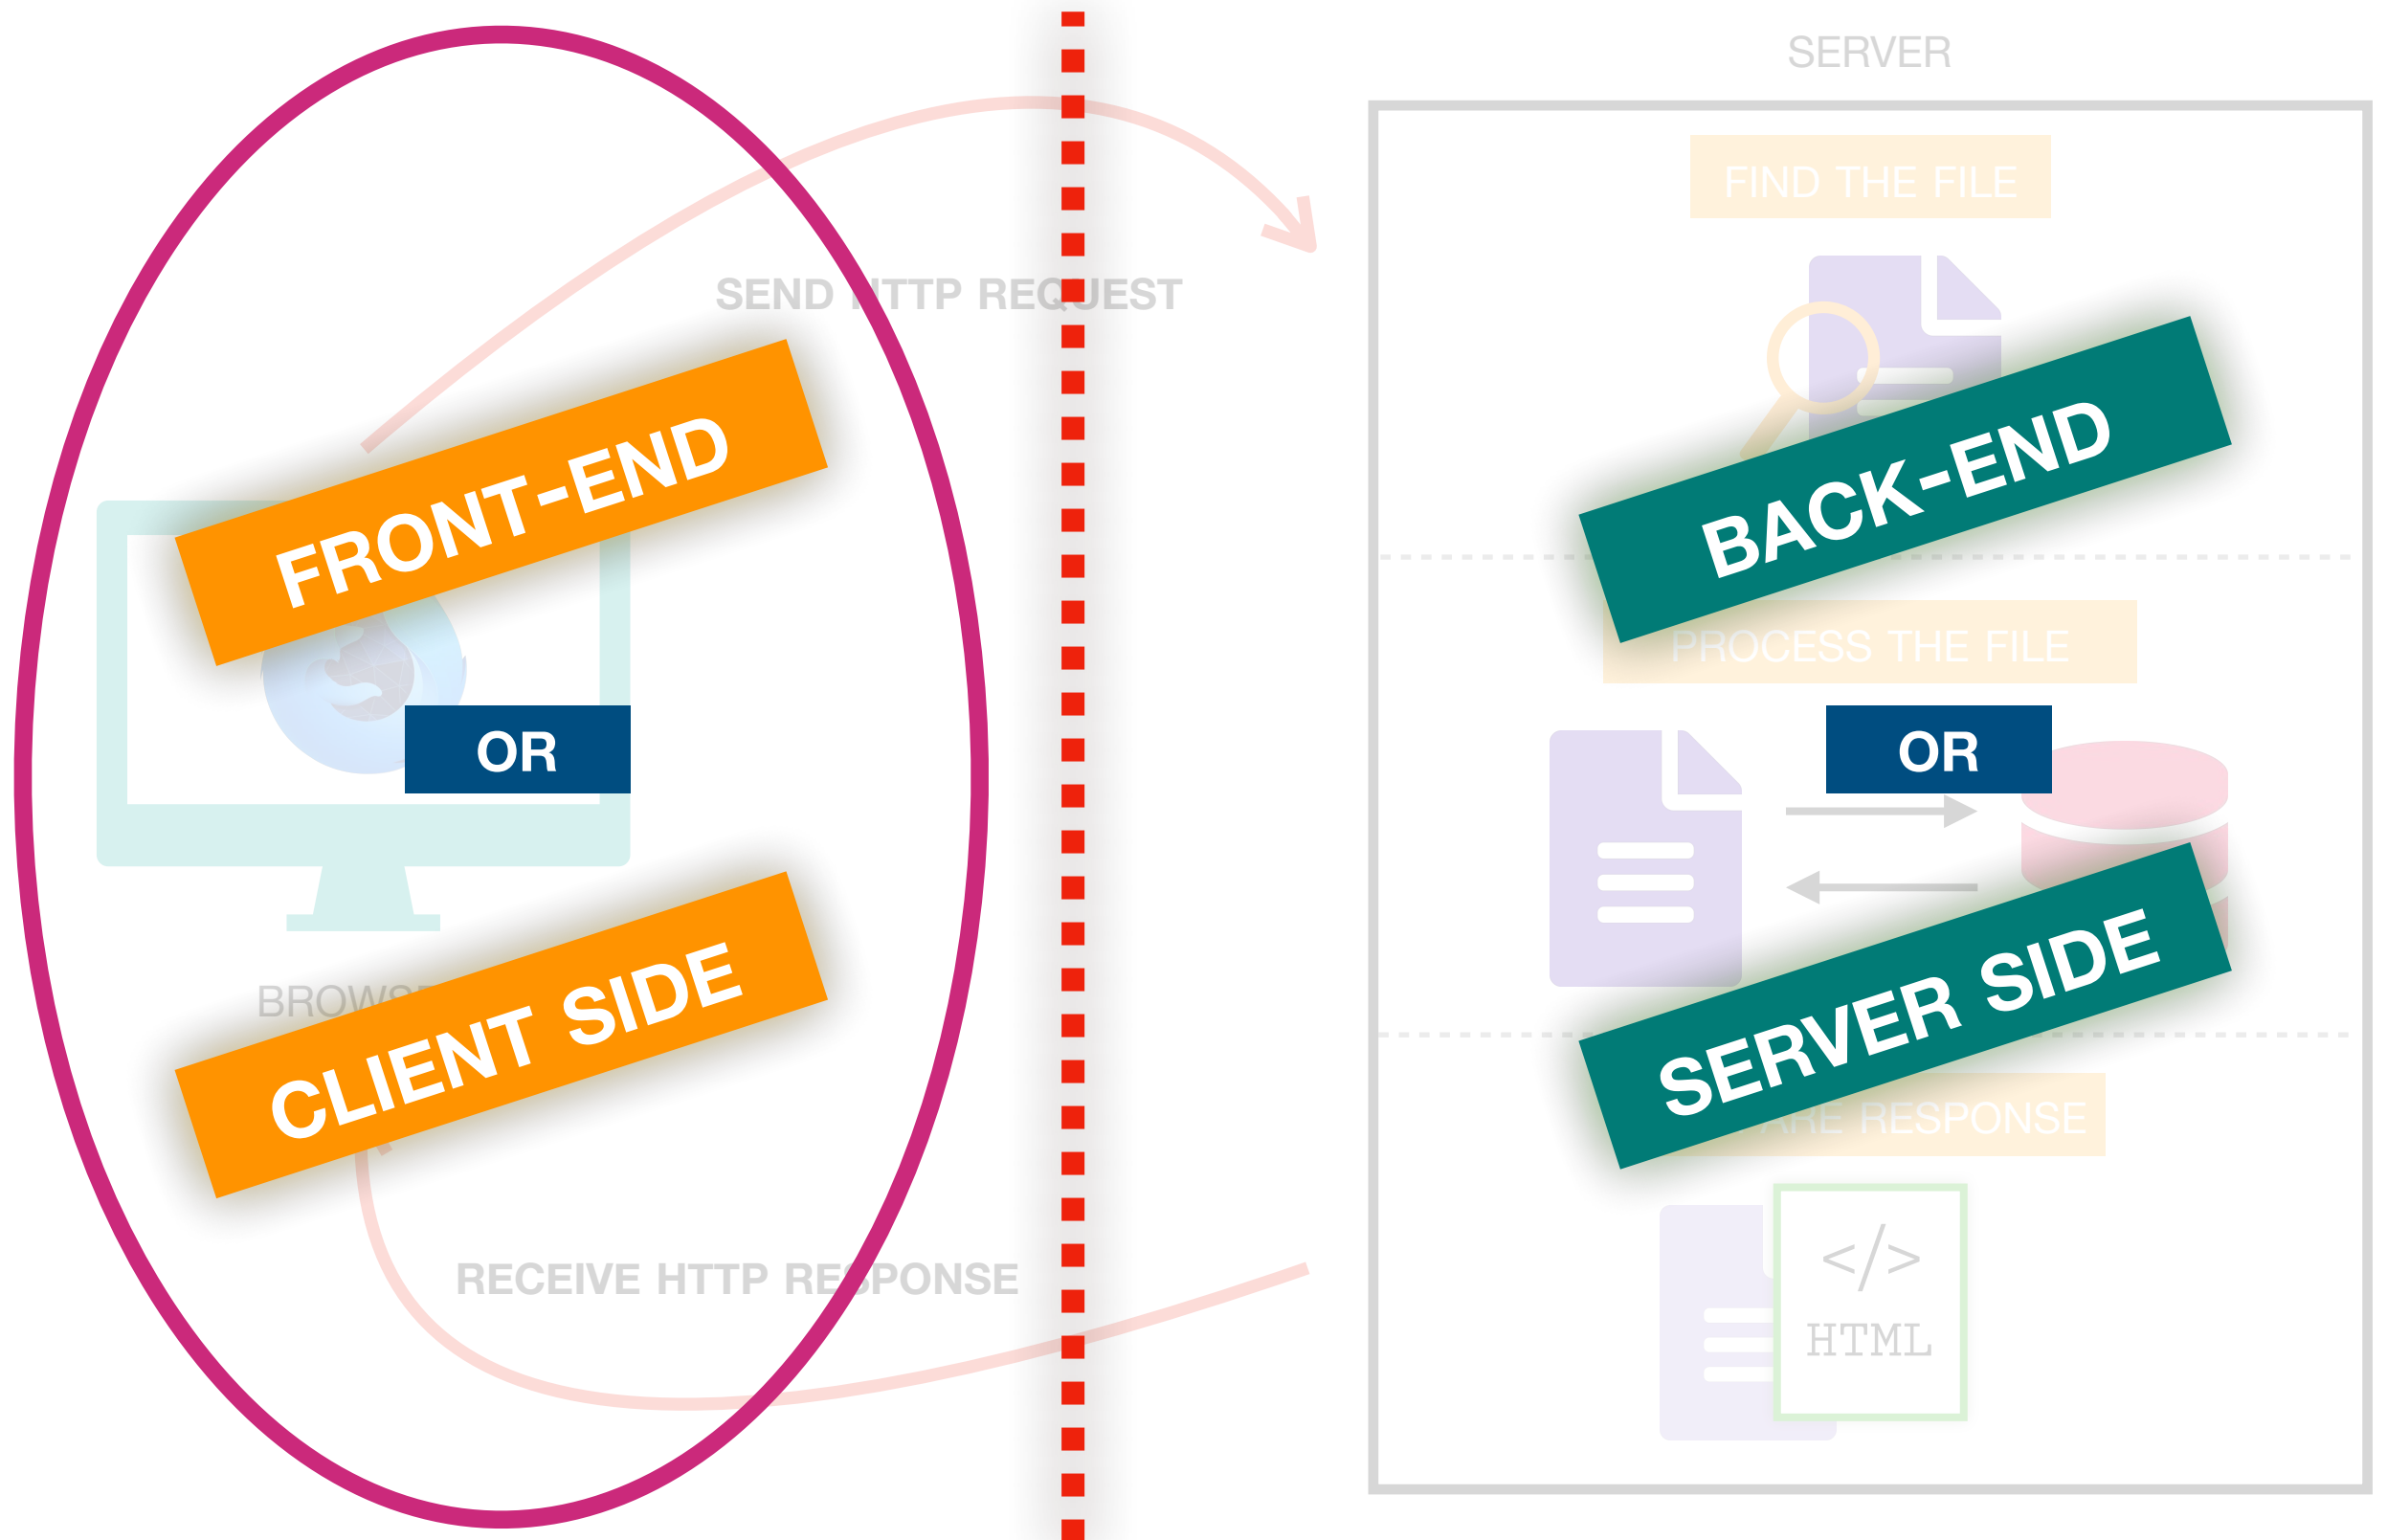 SERVER
FIND THE FILE
SEND HTTP REQUEST
FRONT-END
BACK-END
PROCESS THE FILE
OR
OR
CLIENT SIDE
SERVER SIDE
RESPONSE
RECEIVE HTTP RESPONSE
</>
HTML